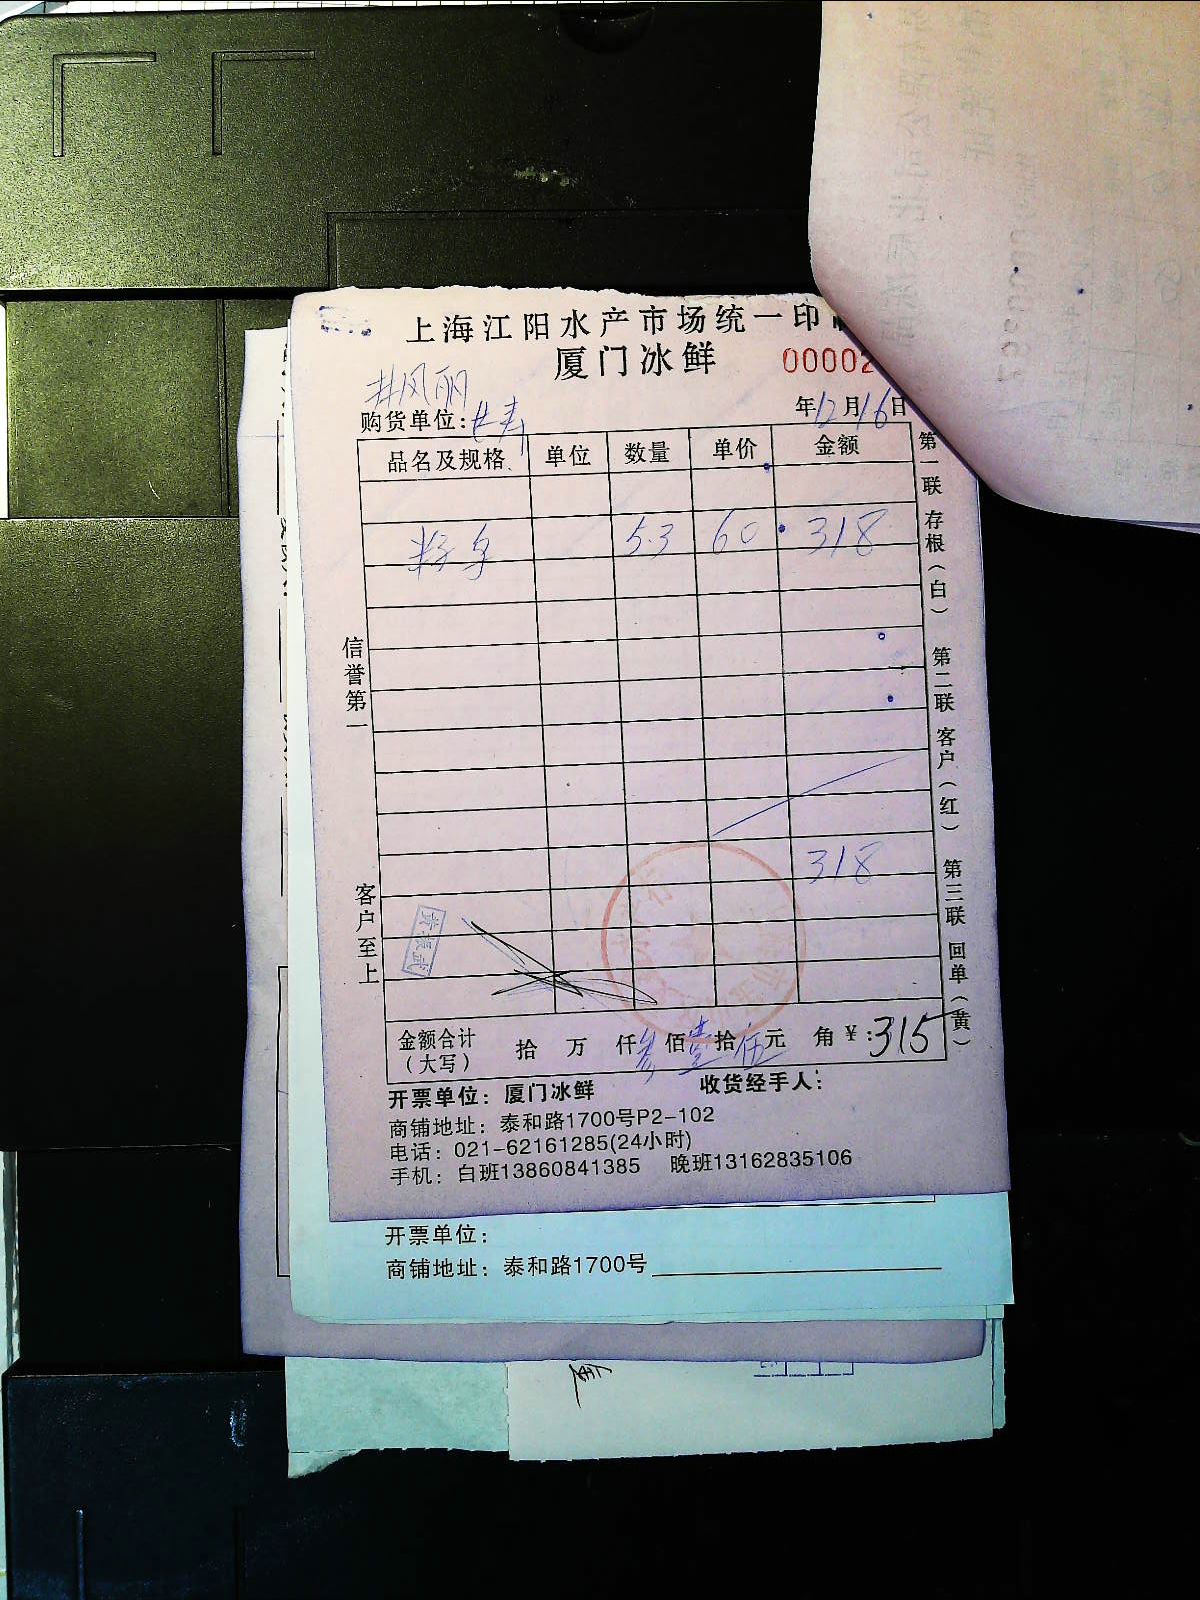 上海江阳水产市场统一印
厦门冰鲜 00002
购货单位: 年12月16日
品名及规格 单位 数量 单价 金额
5.3 60 318
318
金额合计（大写） 拾 万 仟叁佰壹拾伍元 角 ¥:315
开票单位：厦门冰鲜 收货经手人：
商铺地址：泰和路1700号P2-102
电话：021-62161285(24小时)
手机：白班13860841385 晚班13162835106
信誉第一
客户至上
第一联 存根（白） 第二联 客户（红） 第三联 回单（黄）
开票单位：
商铺地址：泰和路1700号